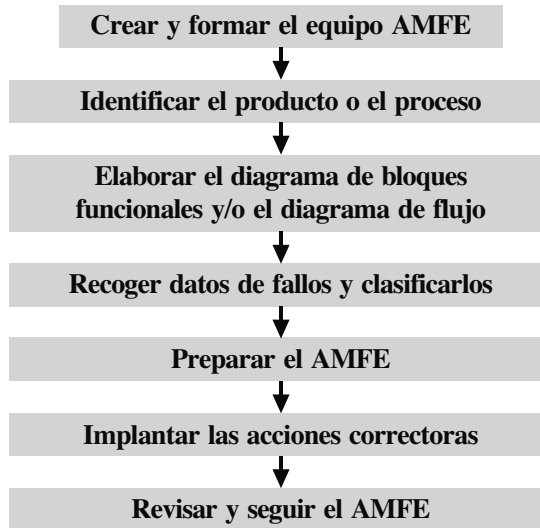 Crear y formar el equipo AMFE
Identificar el producto o el proceso
Elaborar el diagrama de bloques
funcionales y/o el diagrama de flujo
Recoger datos de fallos y clasificarlos
Preparar el AMFE
Implantar las acciones correctoras
Revisar y seguir el AMFE